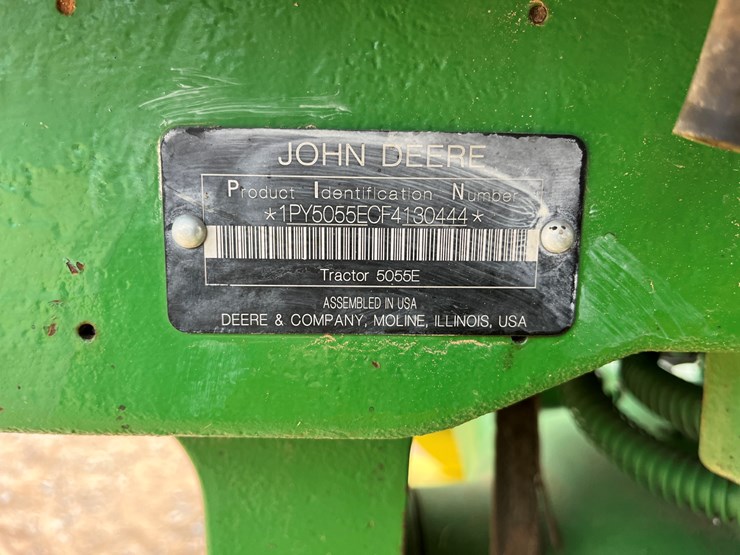 JOHN DEERE
Product Identification Number
*1PY5055ECF4130444*
Tractor 5055E
ASSEMBLED IN USA
DEERE & COMPANY, MOLINE, ILLINOIS, USA